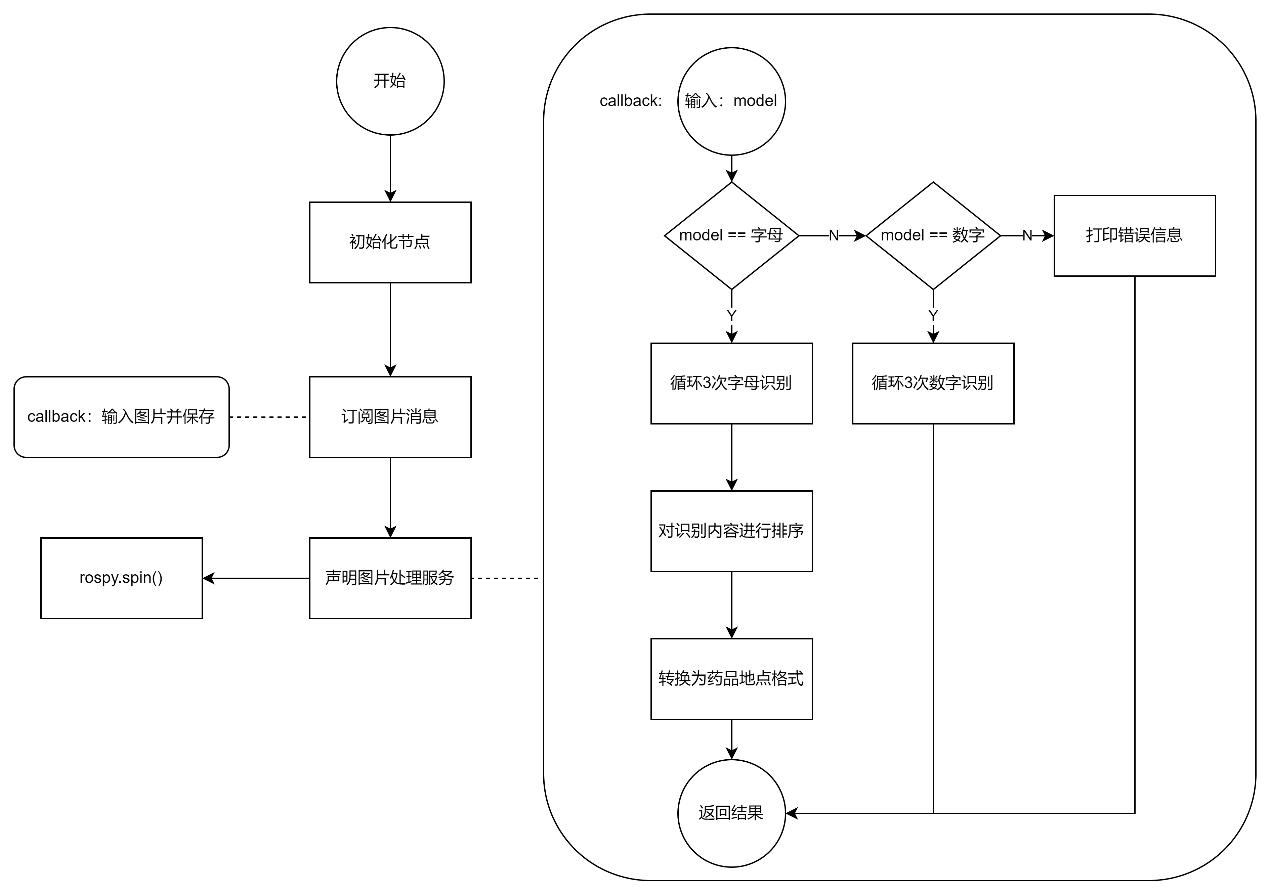 开始
初始化节点
callback：输入图片并保存
订阅图片消息
rospy.spin()
声明图片处理服务
callback:
输入：model
model == 字母
N
model == 数字
N
打印错误信息
Y
Y
循环3次字母识别
循环3次数字识别
对识别内容进行排序
转换为药品地点格式
返回结果